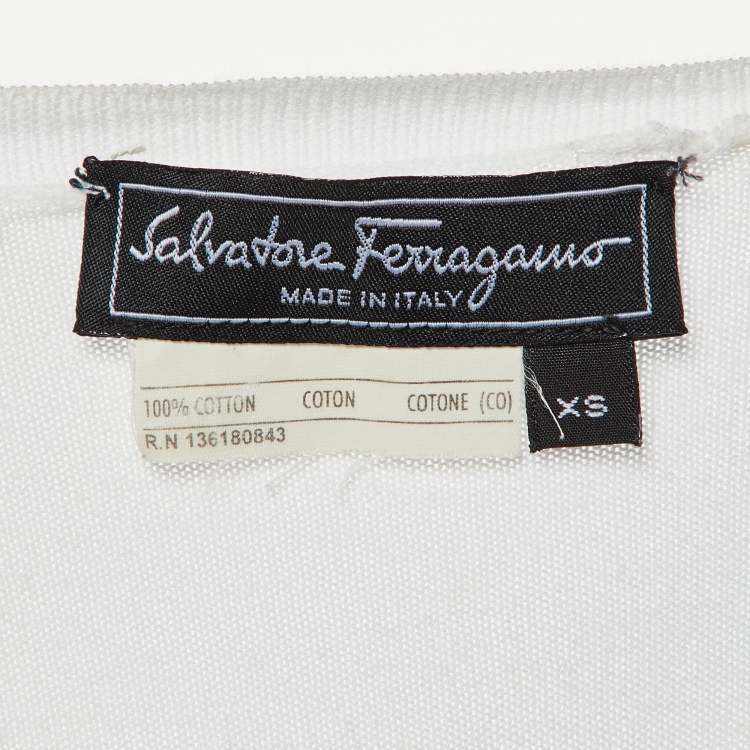 Salvatore Ferragamo
MADE IN ITALY
100% COTTON COTON COTONE (CO)
R.N 136180843
XS